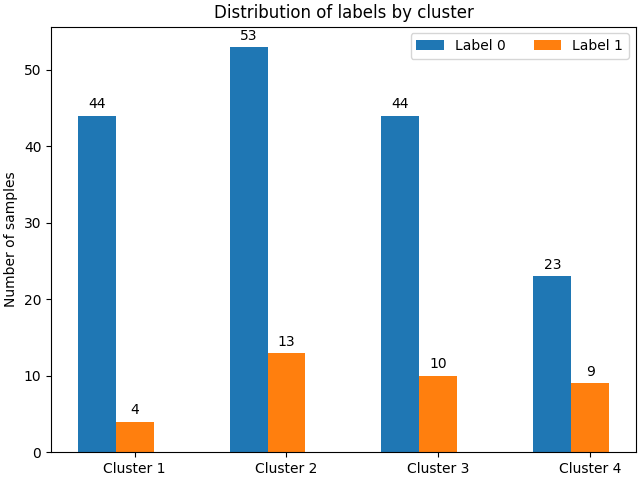 Distribution of labels by cluster
Label 0
Label 1
Number of samples
50
40
30
20
10
0
44
4
53
13
44
10
23
9
Cluster 1
Cluster 2
Cluster 3
Cluster 4